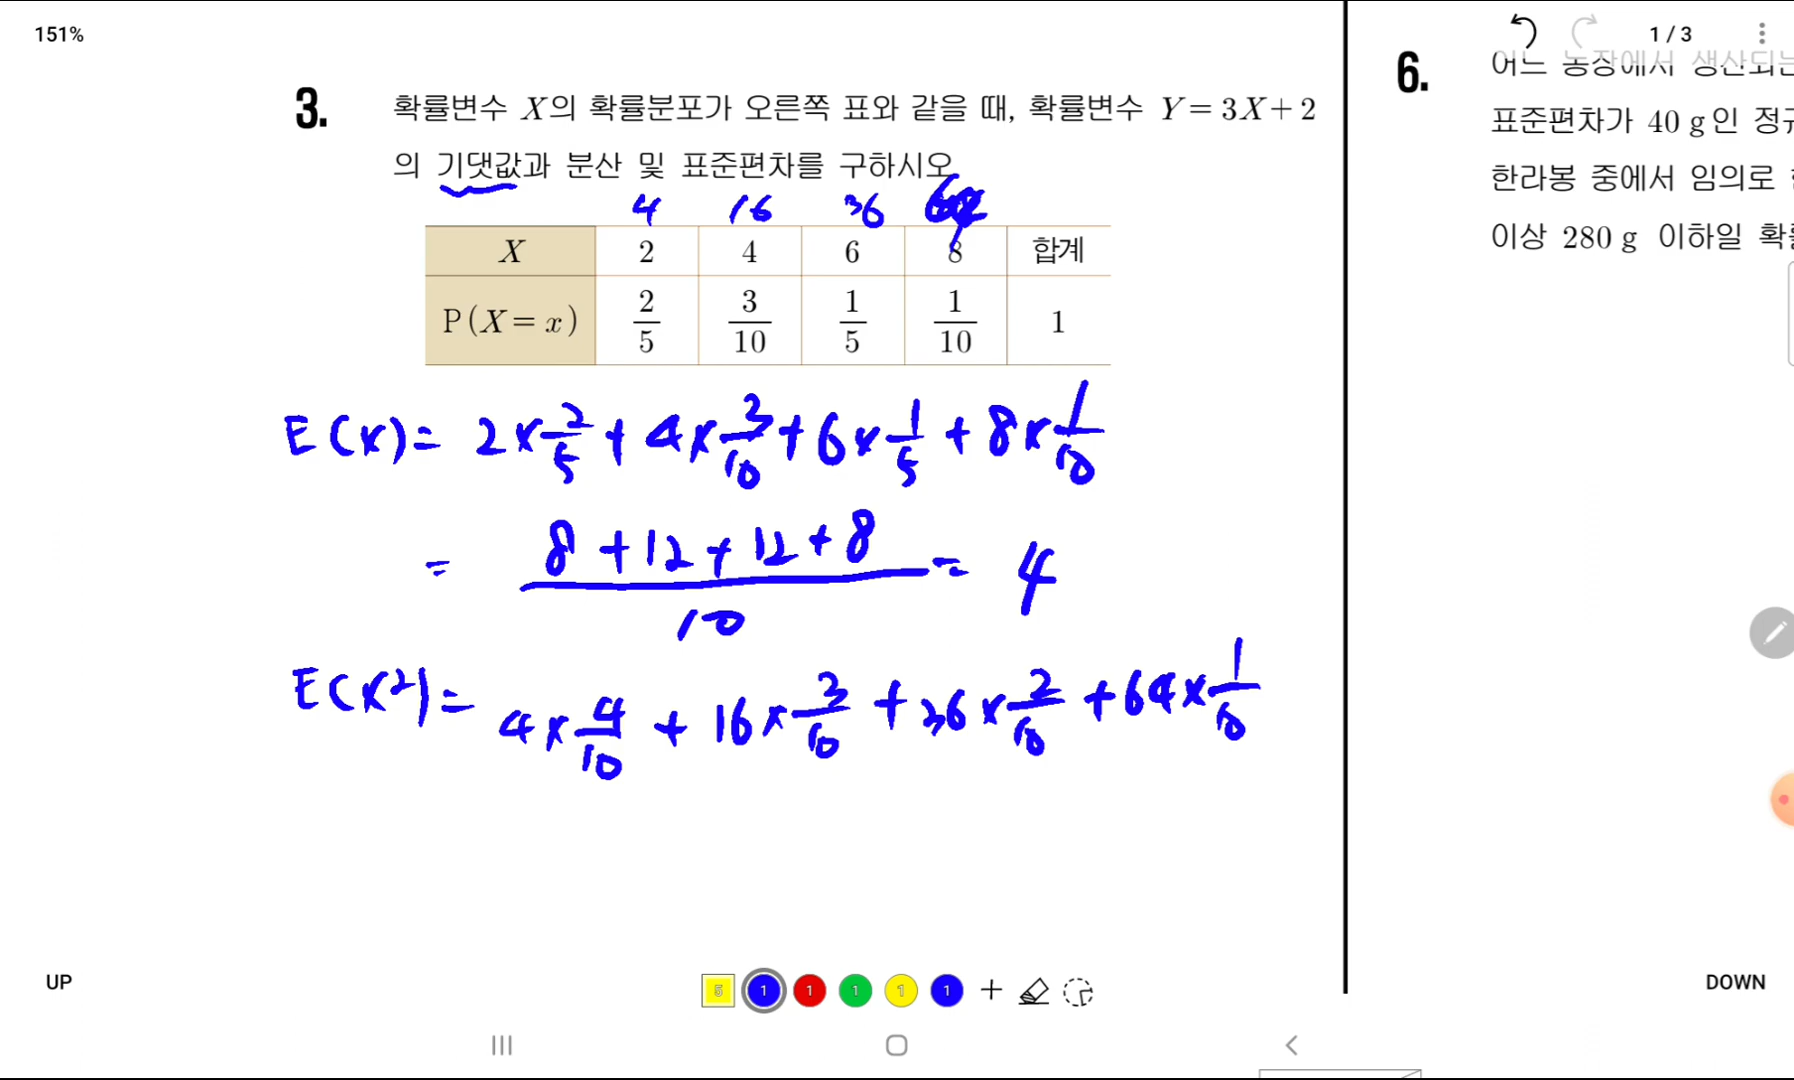 151%
1 / 3
3.
확률변수 X의 확률분포가 오른쪽 표와 같을 때, 확률변수 Y = 3X + 2
의 기댓값과 분산 및 표준편차를 구하시오
4 16 36 64
X 2 4 6 8 합계
P(X = x) 2/5 3/10 1/5 1/10 1
E(X) = 2×2/5 + 4×3/10 + 6×1/5 + 8×1/10
= (8+12+12+8)/10 = 4
E(X²) = 4×4/10 + 16×3/10 + 36×2/10 + 64×1/10
6.
어느 농장에서 생산되는
표준편차가 40 g인 정규
한라봉 중에서 임의로
이상 280 g 이하일 확률
UP
5 1 1 1 1 1 +
DOWN